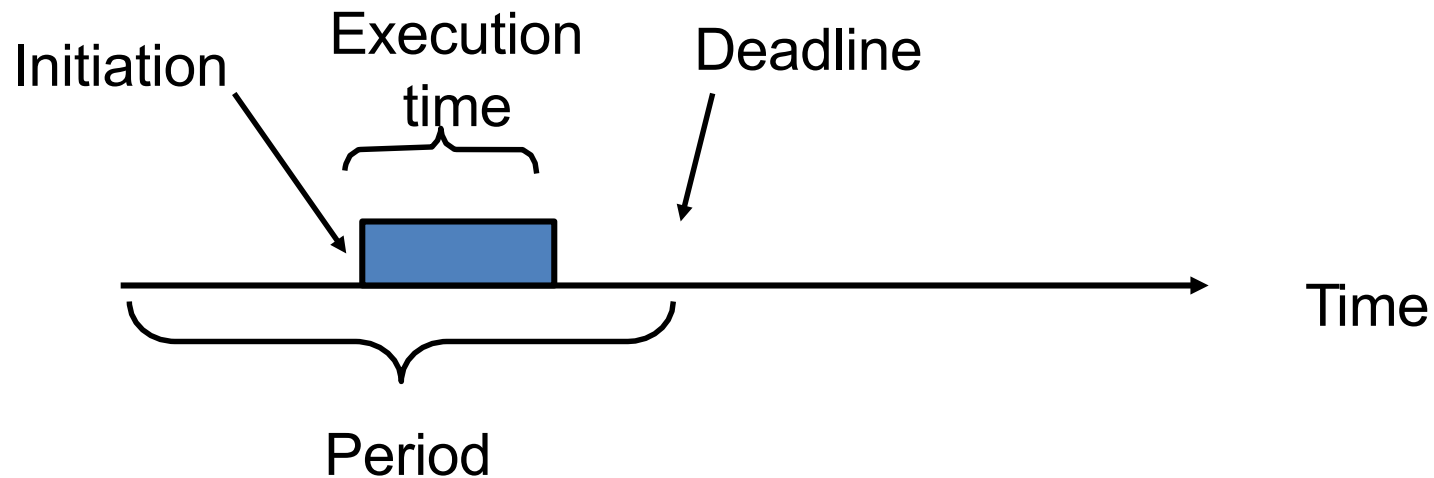 Initiation
Execution
time
Deadline
Time
Period